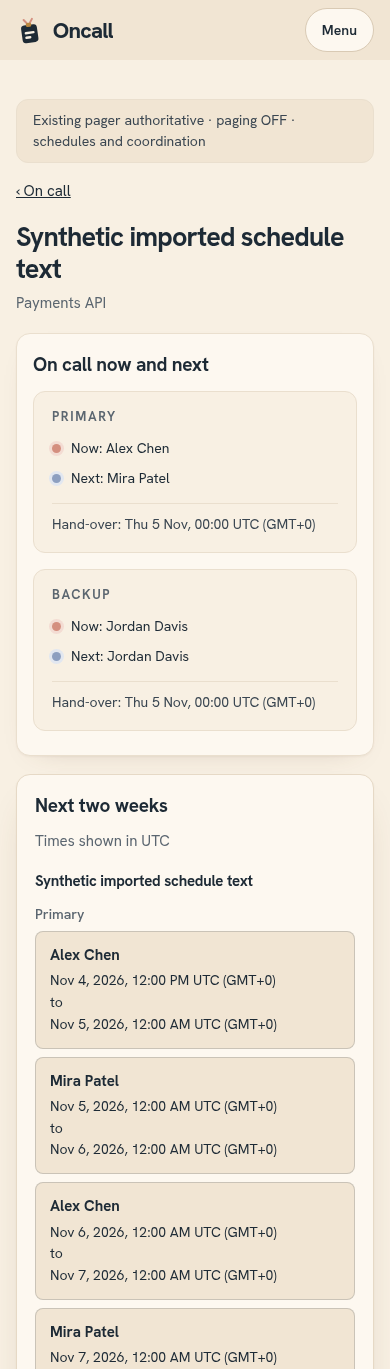 Oncall
Menu
Existing pager authoritative · paging OFF ·
schedules and coordination
‹ On call
Synthetic imported schedule
text
Payments API
On call now and next
PRIMARY
Now: Alex Chen
Next: Mira Patel
Hand-over: Thu 5 Nov, 00:00 UTC (GMT+0)
BACKUP
Now: Jordan Davis
Next: Jordan Davis
Hand-over: Thu 5 Nov, 00:00 UTC (GMT+0)
Next two weeks
Times shown in UTC
Synthetic imported schedule text
Primary
Alex Chen
Nov 4, 2026, 12:00 PM UTC (GMT+0)
to
Nov 5, 2026, 12:00 AM UTC (GMT+0)
Mira Patel
Nov 5, 2026, 12:00 AM UTC (GMT+0)
to
Nov 6, 2026, 12:00 AM UTC (GMT+0)
Alex Chen
Nov 6, 2026, 12:00 AM UTC (GMT+0)
to
Nov 7, 2026, 12:00 AM UTC (GMT+0)
Mira Patel
Nov 7, 2026, 12:00 AM UTC (GMT+0)